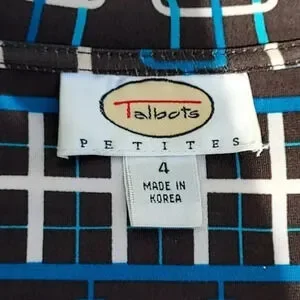 Talbots
PETITES
4
MADE IN
KOREA